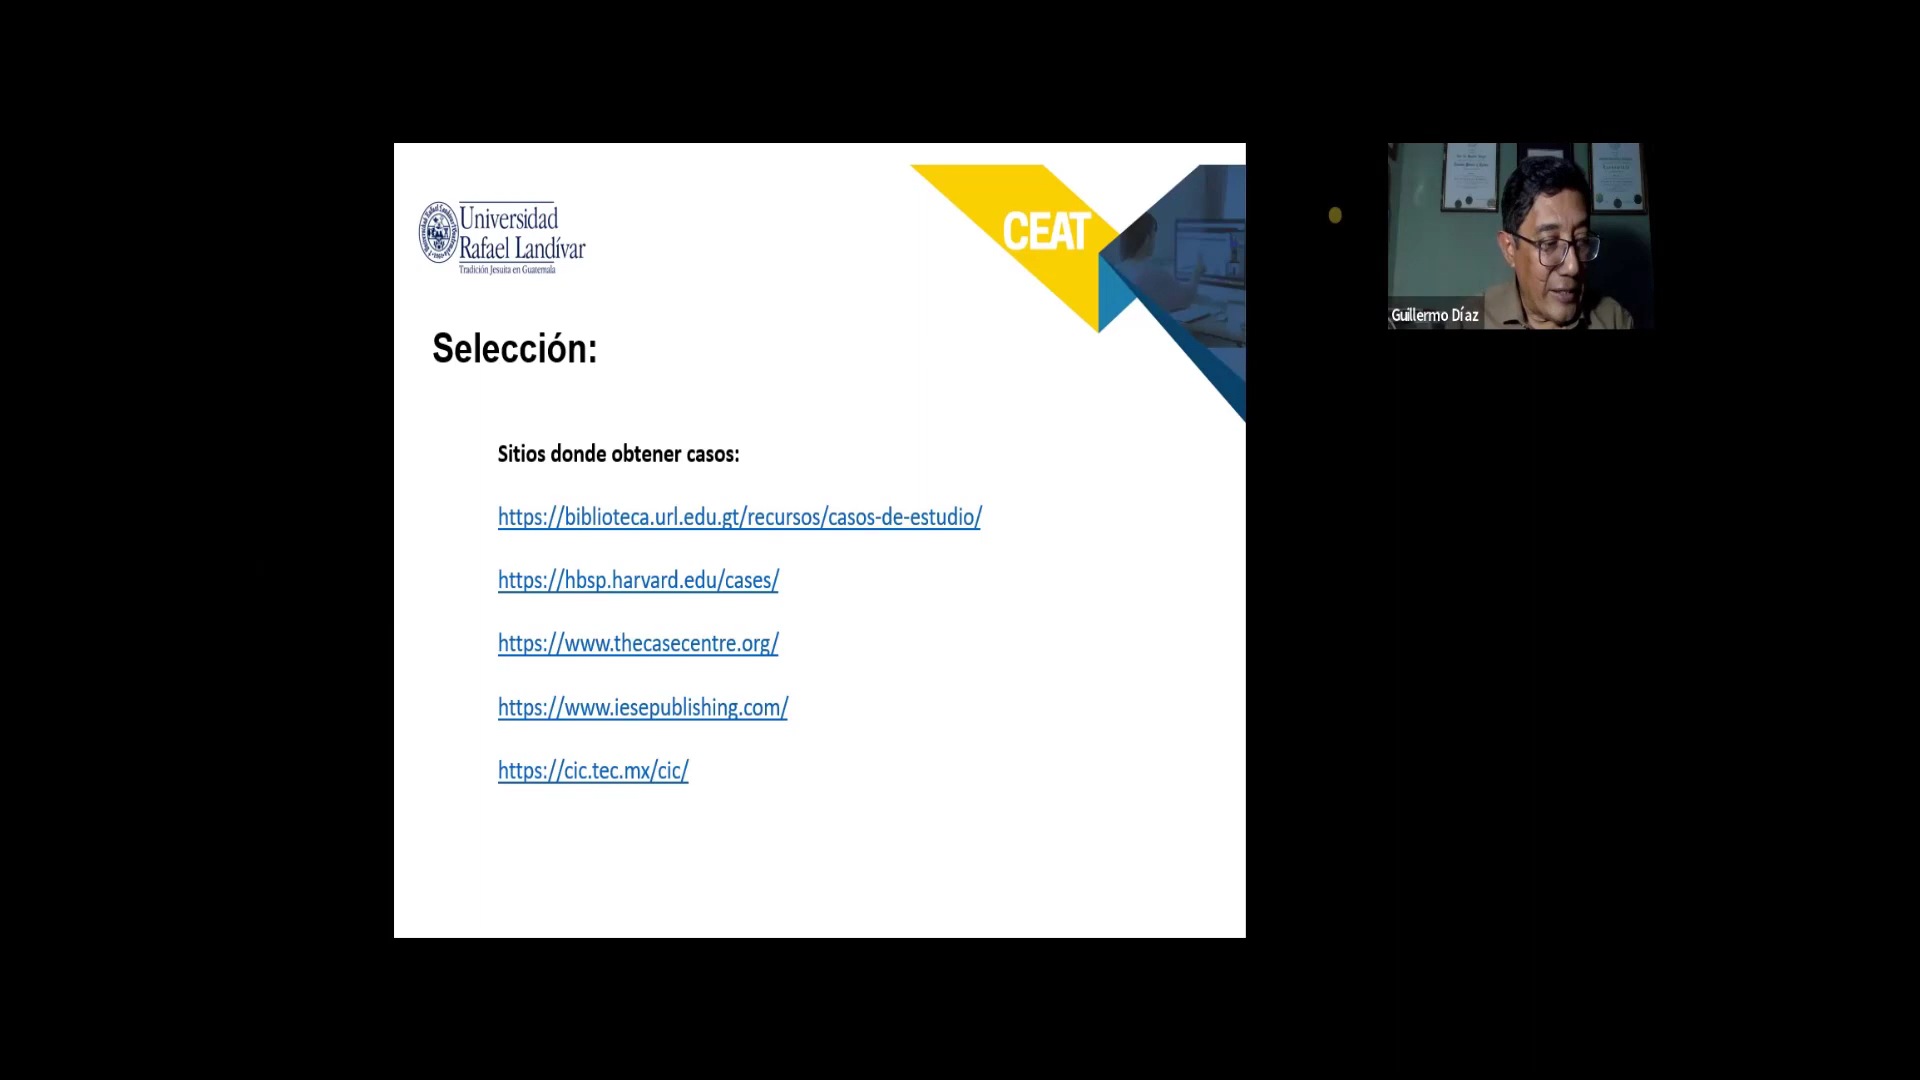 Universidad
Rafael Landívar
Tradición Jesuita en Guatemala
CEAT
Guillermo Díaz
Selección:
Sitios donde obtener casos:
https://biblioteca.url.edu.gt/recursos/casos-de-estudio/
https://hbsp.harvard.edu/cases/
https://www.thecasecentre.org/
https://www.iesepublishing.com/
https://cic.tec.mx/cic/